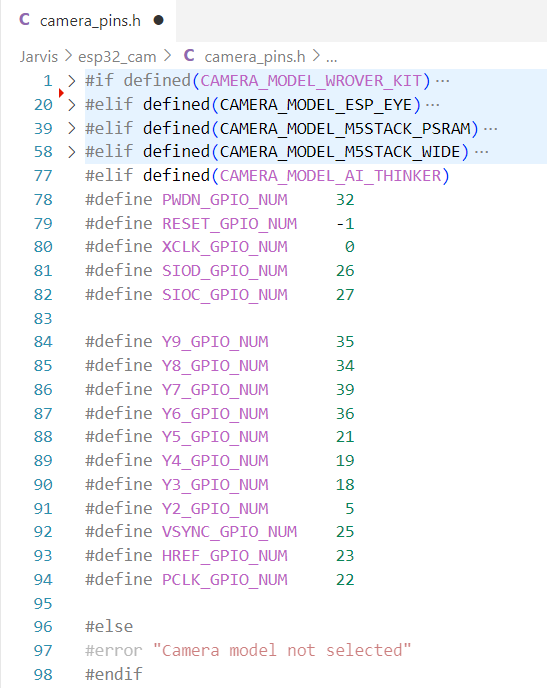 C camera_pins.h ●
Jarvis > esp32_cam > C camera_pins.h > ...
1 > #if defined(CAMERA_MODEL_WROVER_KIT)···
20 > #elif defined(CAMERA_MODEL_ESP_EYE)···
39 > #elif defined(CAMERA_MODEL_M5STACK_PSRAM)···
58 > #elif defined(CAMERA_MODEL_M5STACK_WIDE)···
77 #elif defined(CAMERA_MODEL_AI_THINKER)
78 #define PWDN_GPIO_NUM     32
79 #define RESET_GPIO_NUM    -1
80 #define XCLK_GPIO_NUM      0
81 #define SIOD_GPIO_NUM     26
82 #define SIOC_GPIO_NUM     27
83
84 #define Y9_GPIO_NUM       35
85 #define Y8_GPIO_NUM       34
86 #define Y7_GPIO_NUM       39
87 #define Y6_GPIO_NUM       36
88 #define Y5_GPIO_NUM       21
89 #define Y4_GPIO_NUM       19
90 #define Y3_GPIO_NUM       18
91 #define Y2_GPIO_NUM        5
92 #define VSYNC_GPIO_NUM    25
93 #define HREF_GPIO_NUM     23
94 #define PCLK_GPIO_NUM     22
95
96 #else
97 #error "Camera model not selected"
98 #endif